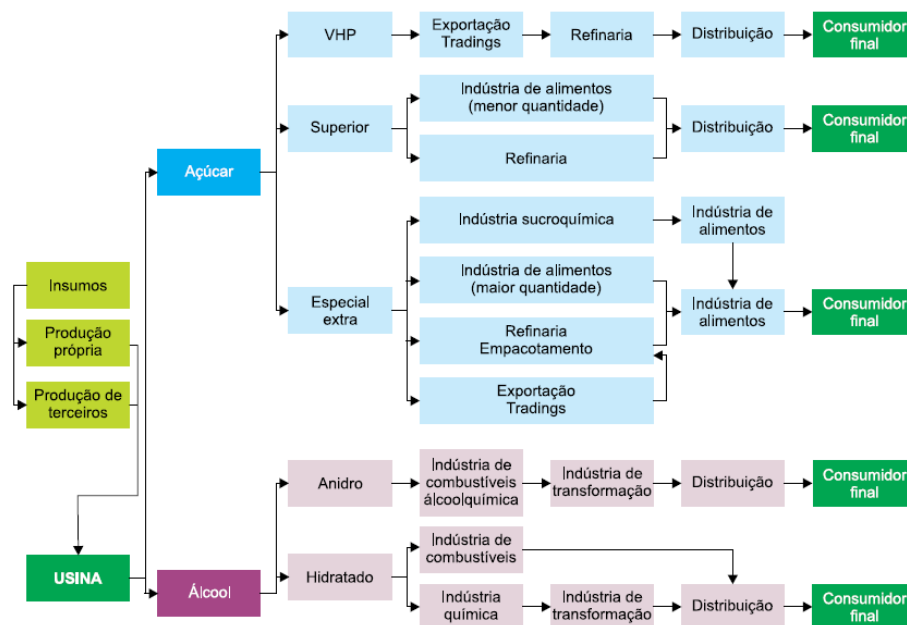 VHP
Exportação
Tradings
Refinaria
Distribuição
Consumidor
final
Superior
Indústria de alimentos
(menor quantidade)
Refinaria
Distribuição
Consumidor
final
Açúcar
Indústria sucroquímica
Indústria de
alimentos
Especial
extra
Indústria de alimentos
(maior quantidade)
Refinaria
Empacotamento
Exportação
Tradings
Indústria de
alimentos
Consumidor
final
Insumos
Produção
própria
Produção de
terceiros
USINA
Álcool
Anidro
Indústria de
combustíveis
álcoolquímica
Indústria de
transformação
Distribuição
Consumidor
final
Hidratado
Indústria de
combustíveis
Indústria
química
Indústria de
transformação
Distribuição
Consumidor
final